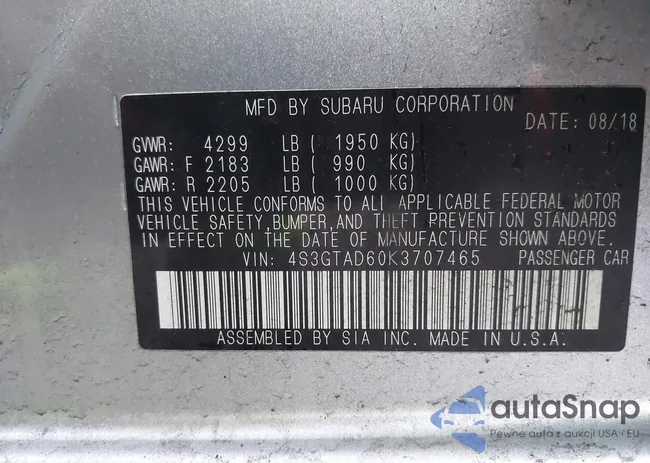 MFD BY SUBARU CORPORATION
DATE: 08/18
GVWR: 4299 LB ( 1950 KG)
GAWR: F 2183 LB ( 990 KG)
GAWR: R 2205 LB ( 1000 KG)
THIS VEHICLE CONFORMS TO ALL APPLICABLE FEDERAL MOTOR
VEHICLE SAFETY,BUMPER,AND THEFT PREVENTION STANDARDS
IN EFFECT ON THE DATE OF MANUFACTURE SHOWN ABOVE.
VIN: 4S3GTAD60K3707465 PASSENGER CAR
ASSEMBLED BY SIA INC. MADE IN U.S.A.
autaSnap
Pewne auta z aukcji USA i EU